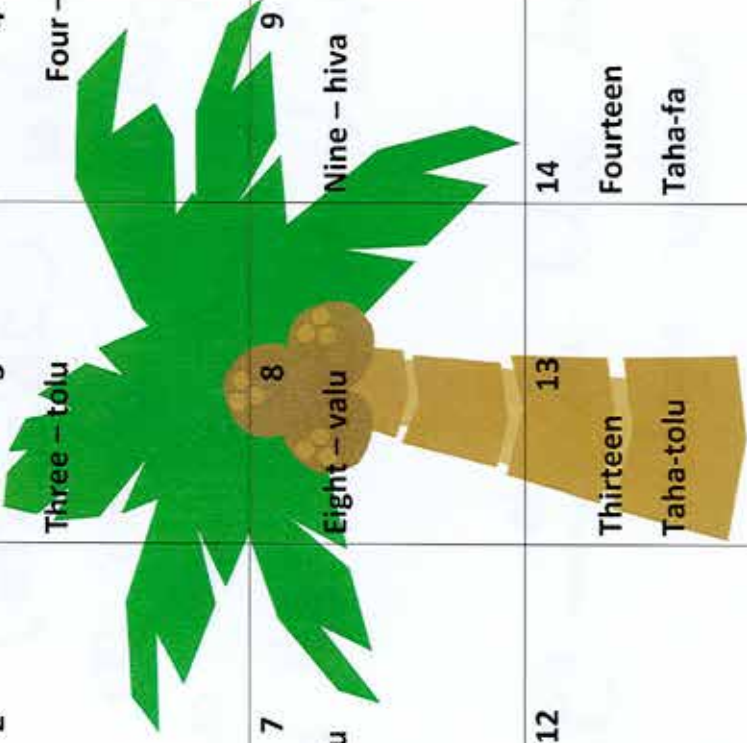 Three – tolu
Four –
7
8
Eight – valu
9
Nine – hiva
12
13
Thirteen
Taha-tolu
14
Fourteen
Taha-fa